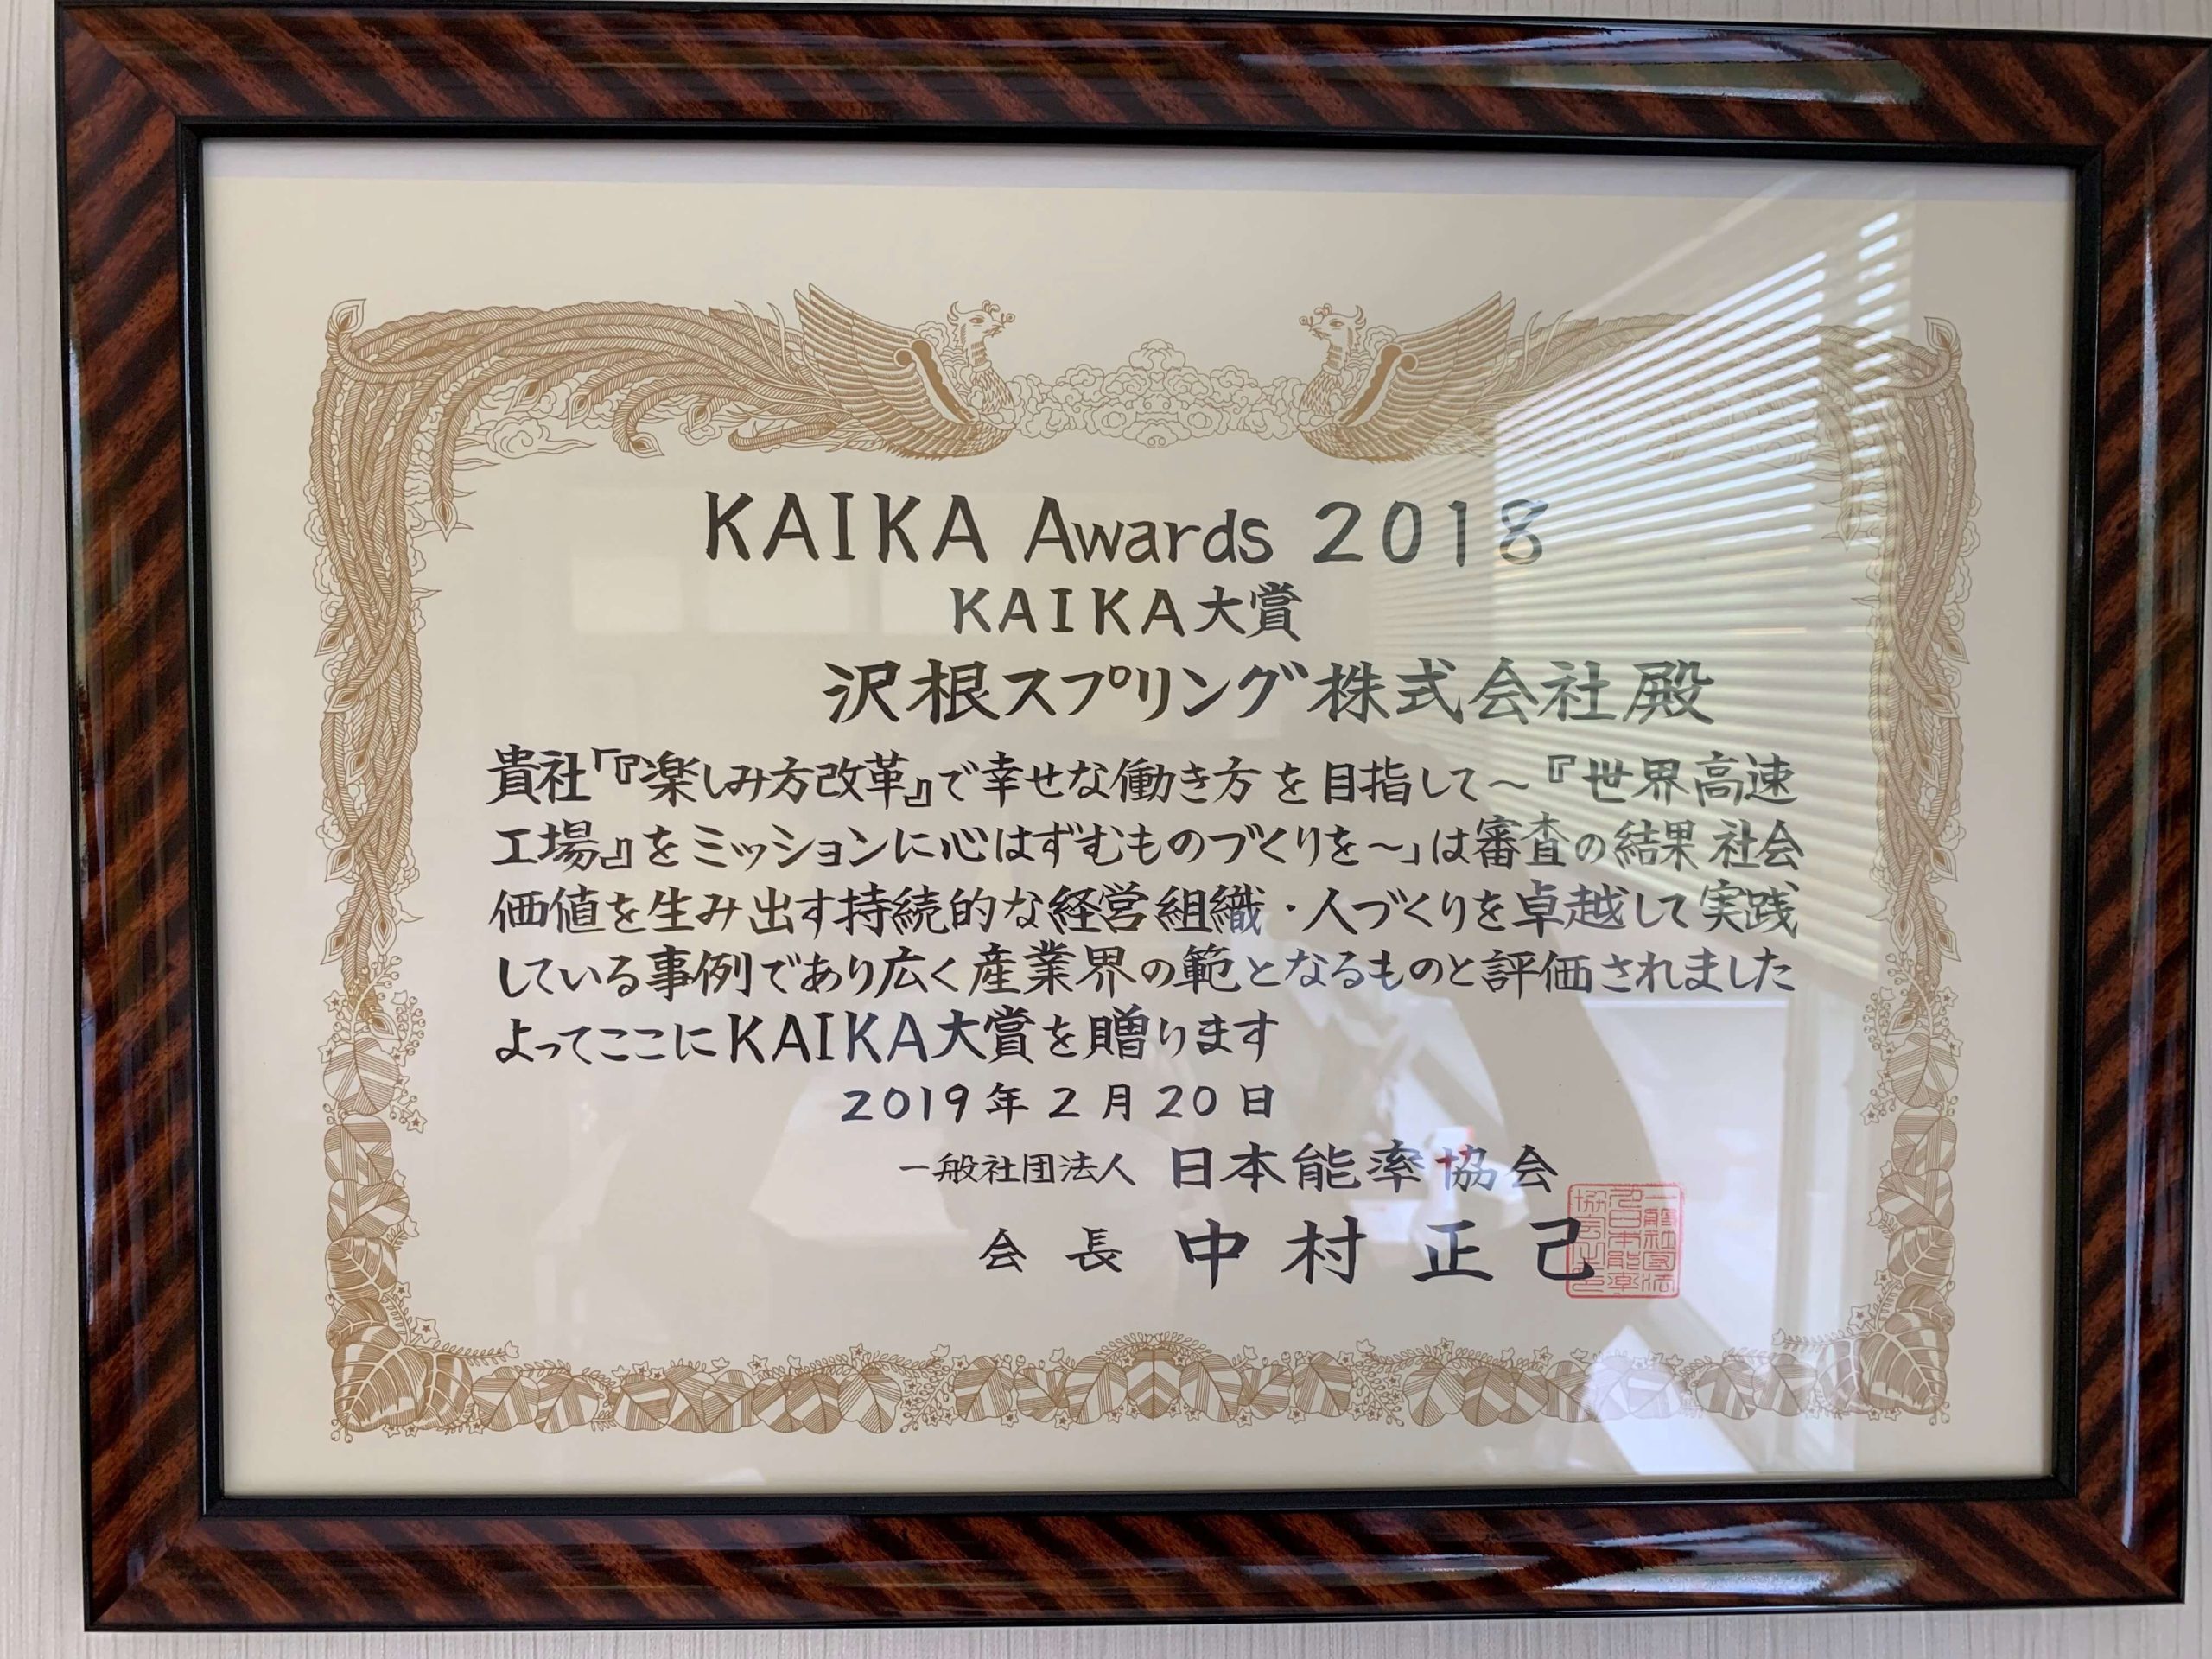 KAIKA Awards 2018
KAIKA大賞
沢根スプリング株式会社殿
貴社「『楽しみ方改革』で幸せな働き方を目指して～『世界高速
工場』をミッションに心はずむものづくりを～」は審査の結果社会
価値を生み出す持続的な経営組織・人づくりを卓越して実践
している事例であり広く産業界の範となるものと評価されました
よってここにKAIKA大賞を贈ります
2019年2月20日
一般社団法人 日本能率協会
会長 中村正己